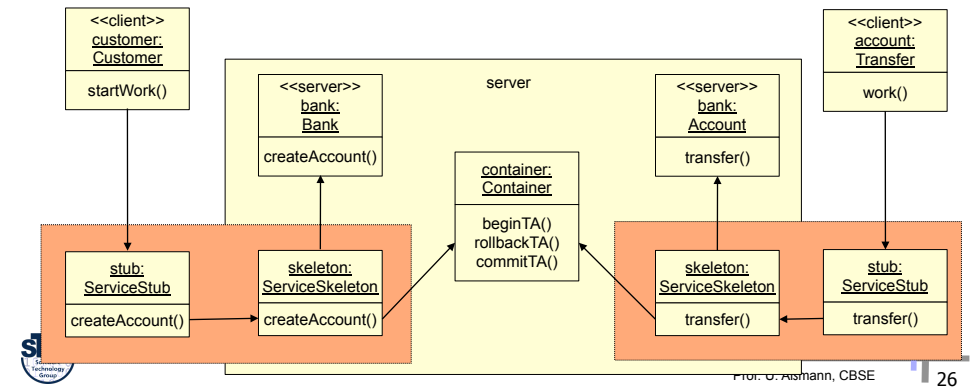 <<client>>
customer:
Customer
startWork()
server
<<server>>
bank:
Bank
createAccount()
<<server>>
bank:
Account
transfer()
<<client>>
account:
Transfer
work()
container:
Container
beginTA()
rollbackTA()
commitTA()
stub:
ServiceStub
createAccount()
skeleton:
ServiceSkeleton
createAccount()
skeleton:
ServiceSkeleton
transfer()
stub:
ServiceStub
transfer()
Technology
Group
Prof. U. Aßmann, CBSE
26